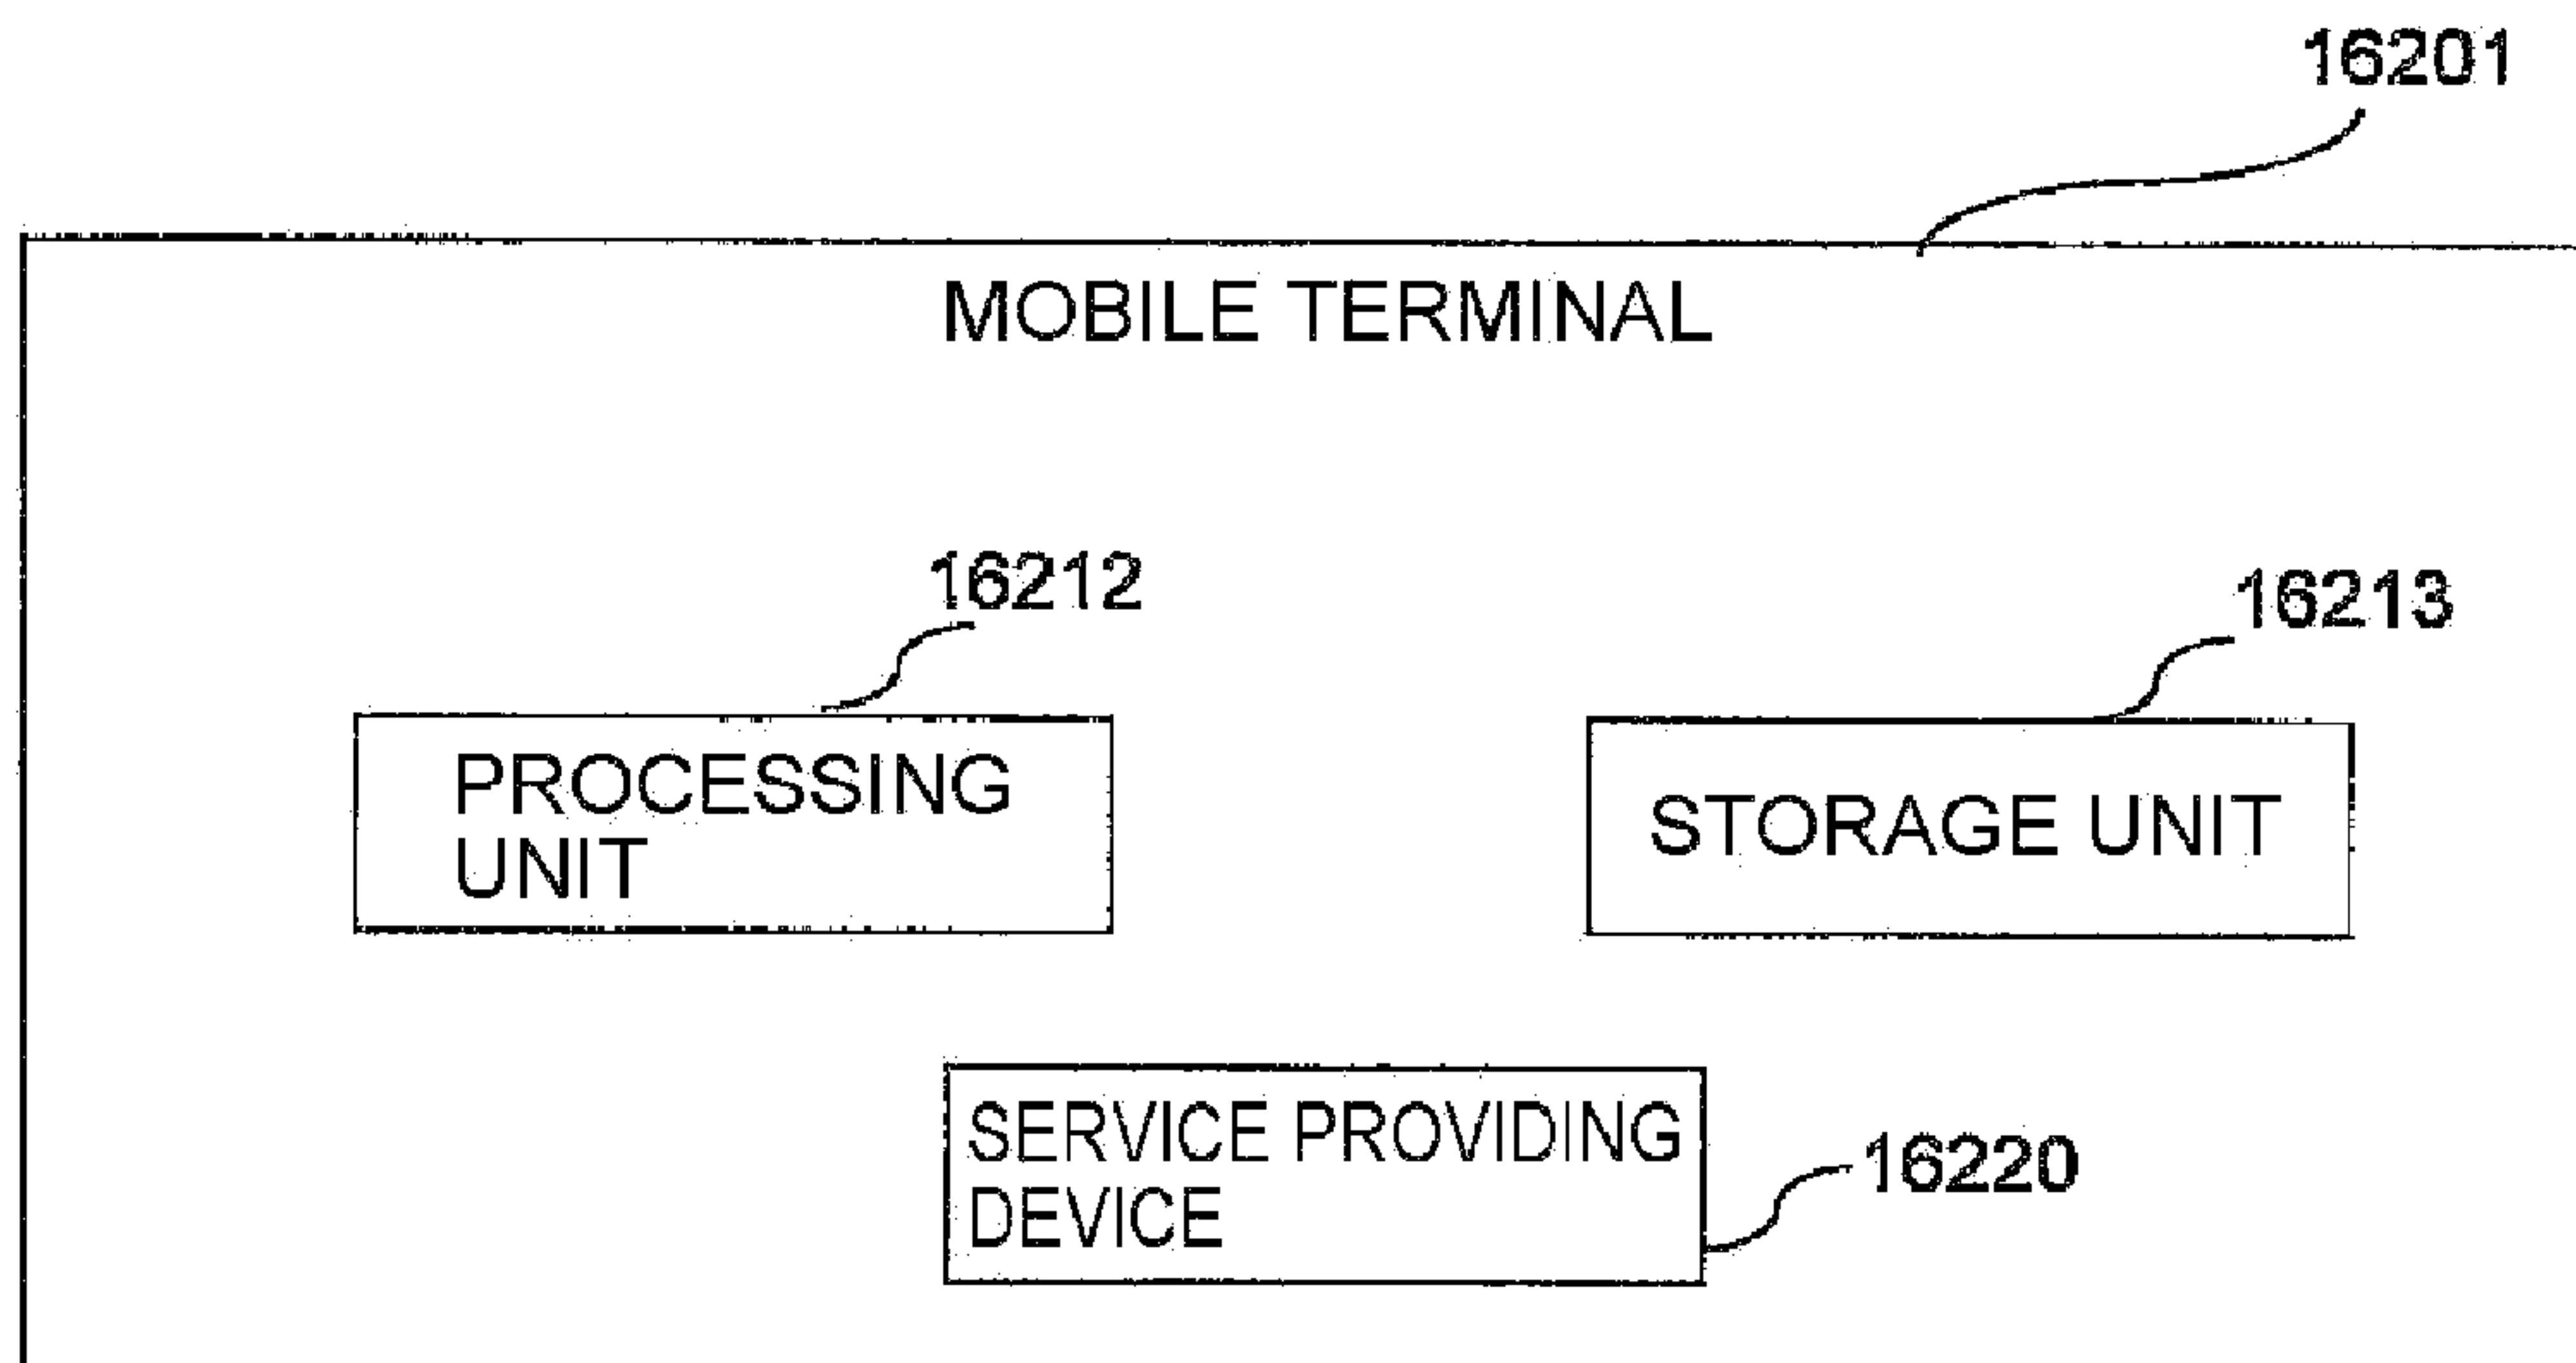 16201
MOBILE TERMINAL
16212
16213
PROCESSING
UNIT
STORAGE UNIT
SERVICE PROVIDING
DEVICE
16220